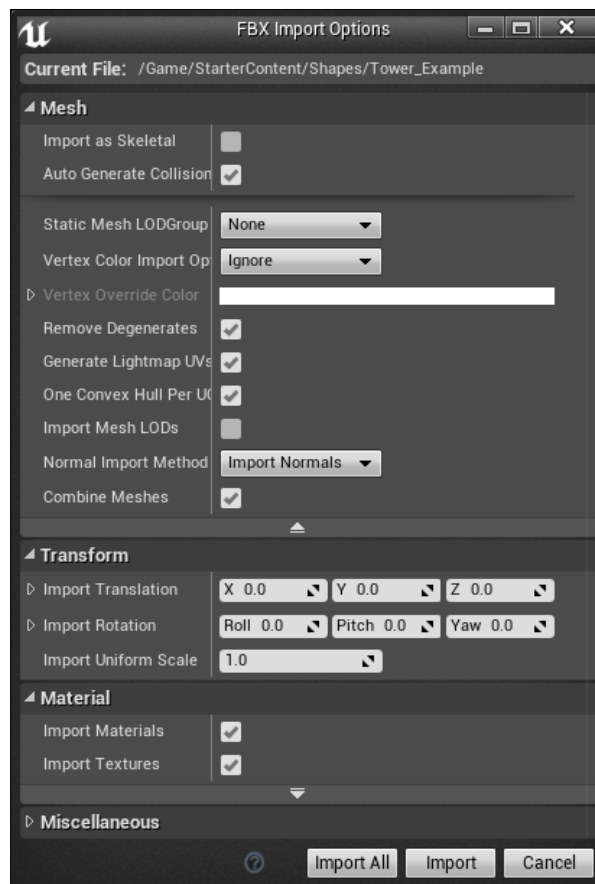 FBX Import Options
Current File: /Game/StarterContent/Shapes/Tower_Example
Mesh
Import as Skeletal
Auto Generate Collision
Static Mesh LODGroup None
Vertex Color Import Op Ignore
Vertex Override Color
Remove Degenerates
Generate Lightmap UVs
One Convex Hull Per UC
Import Mesh LODs
Normal Import Method Import Normals
Combine Meshes
Transform
Import Translation X 0.0 Y 0.0 Z 0.0
Import Rotation Roll 0.0 Pitch 0.0 Yaw 0.0
Import Uniform Scale 1.0
Material
Import Materials
Import Textures
Miscellaneous
? Import All Import Cancel